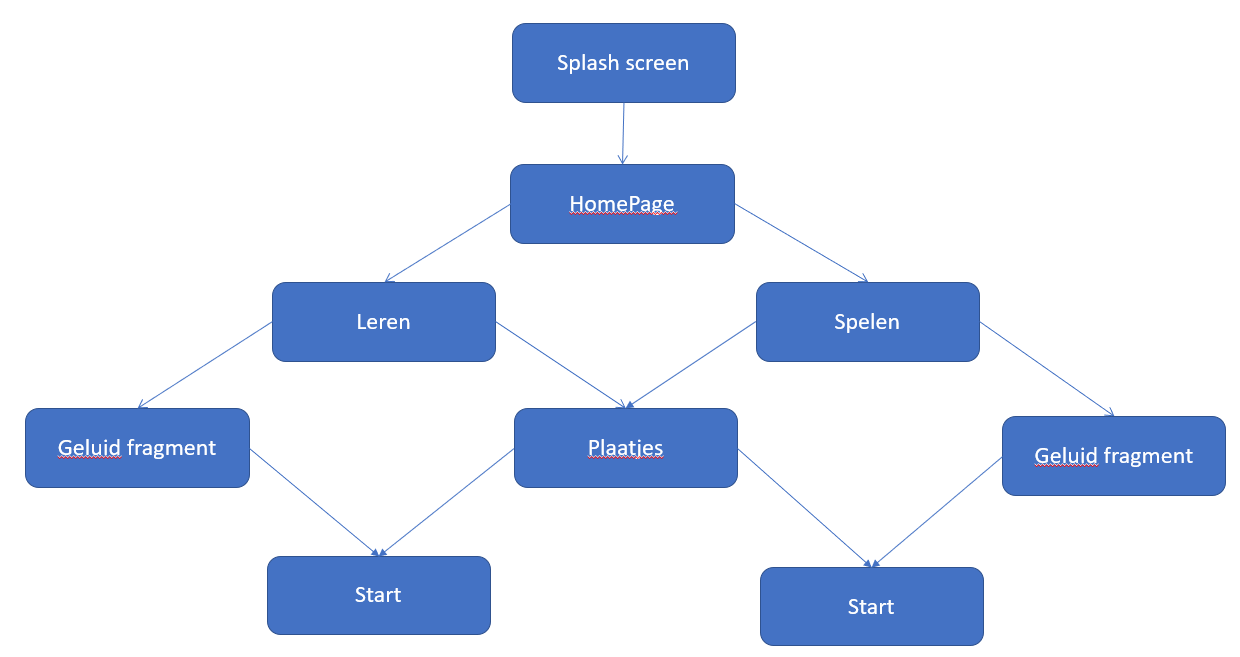 Splash screen
HomePage
Leren
Spelen
Geluid fragment
Plaatjes
Geluid fragment
Start
Start